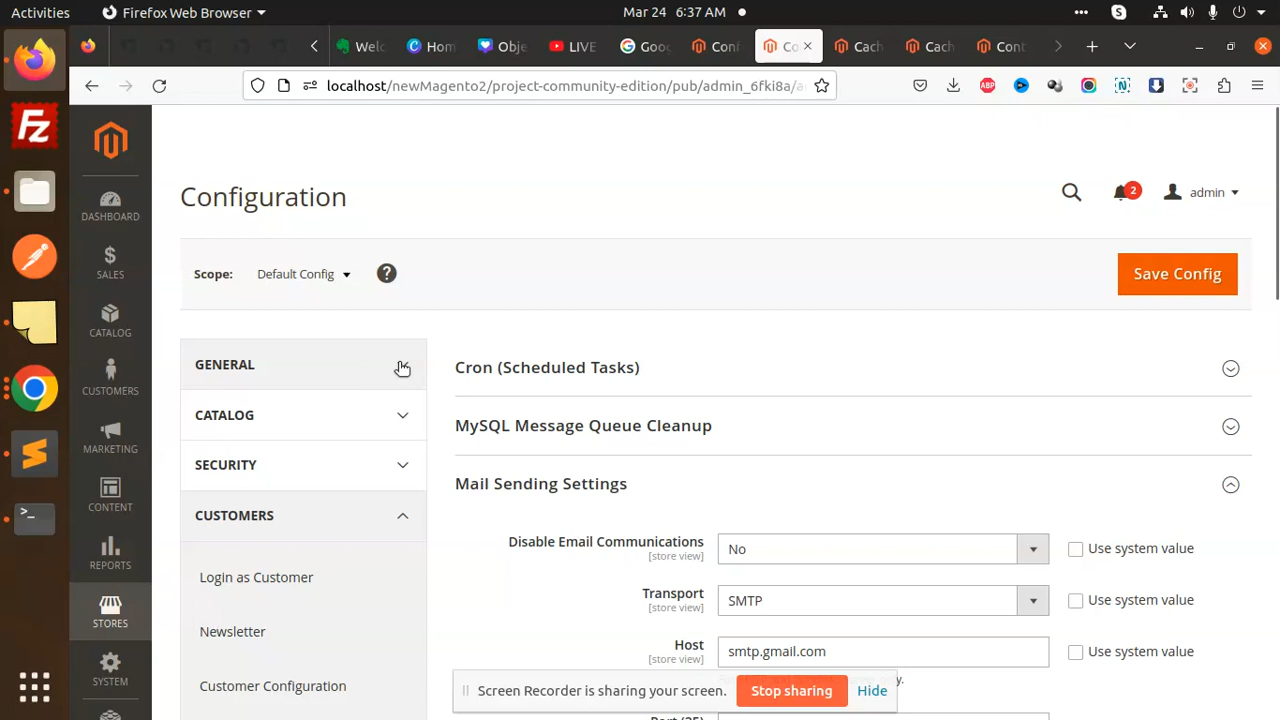 Activities Firefox Web Browser Mar 24 6:37 AM
Welc Com Hom Obje LIVE Goo Conf Co Cach Cach Cont
localhost/newMagento2/project-community-edition/pub/admin_6fki8a/a
Configuration
2 admin
Scope: Default Config ? Save Config
DASHBOARD
SALES
CATALOG
CUSTOMERS
MARKETING
CONTENT
REPORTS
STORES
SYSTEM
GENERAL
CATALOG
SECURITY
CUSTOMERS
Login as Customer
Newsletter
Customer Configuration
Cron (Scheduled Tasks)
MySQL Message Queue Cleanup
Mail Sending Settings
Disable Email Communications No Use system value
[store view]
Transport SMTP Use system value
[store view]
Host smtp.gmail.com Use system value
[store view]
Screen Recorder is sharing your screen. Stop sharing Hide